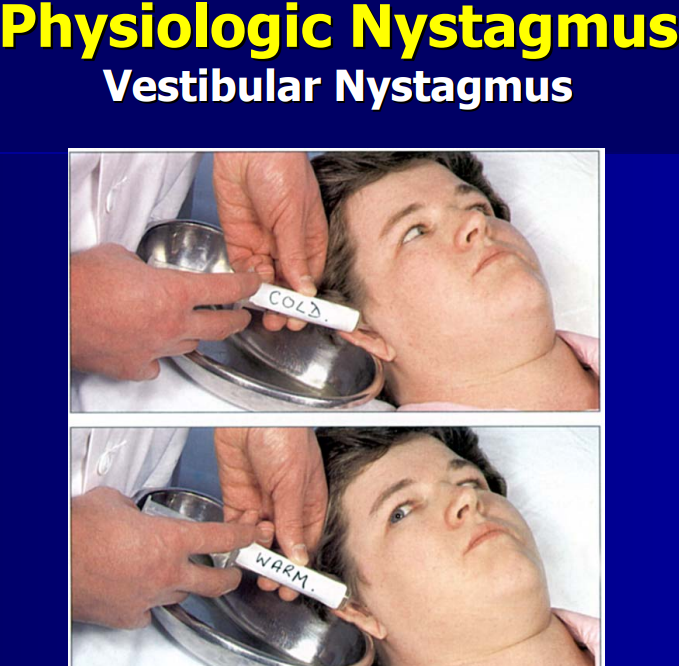 Physiologic Nystagmus
Vestibular Nystagmus
COLD.
WARM.